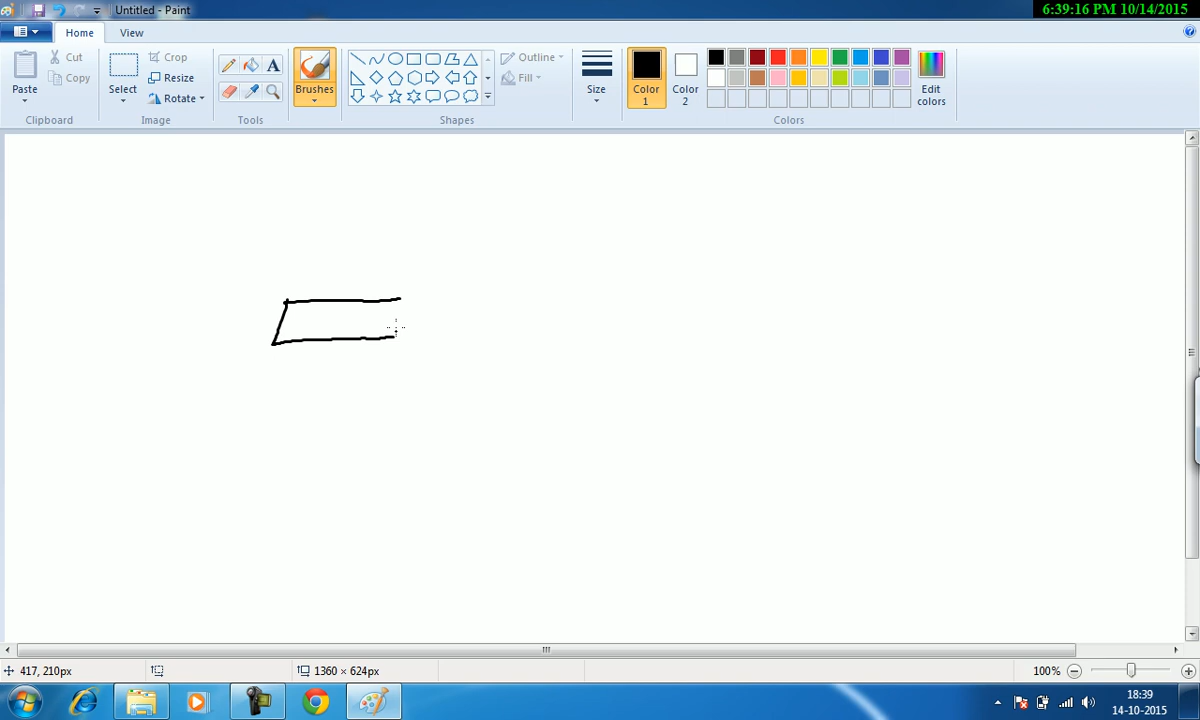 Untitled - Paint
6:39:16 PM 10/14/2015
Home
View
Paste
Cut
Copy
Clipboard
Select
Crop
Resize
Rotate
Image
A
Tools
Brushes
Shapes
Outline
Fill
Size
Color 1
Color 2
Edit colors
Colors
417, 210px
1360 × 624px
100%
18:39
14-10-2015